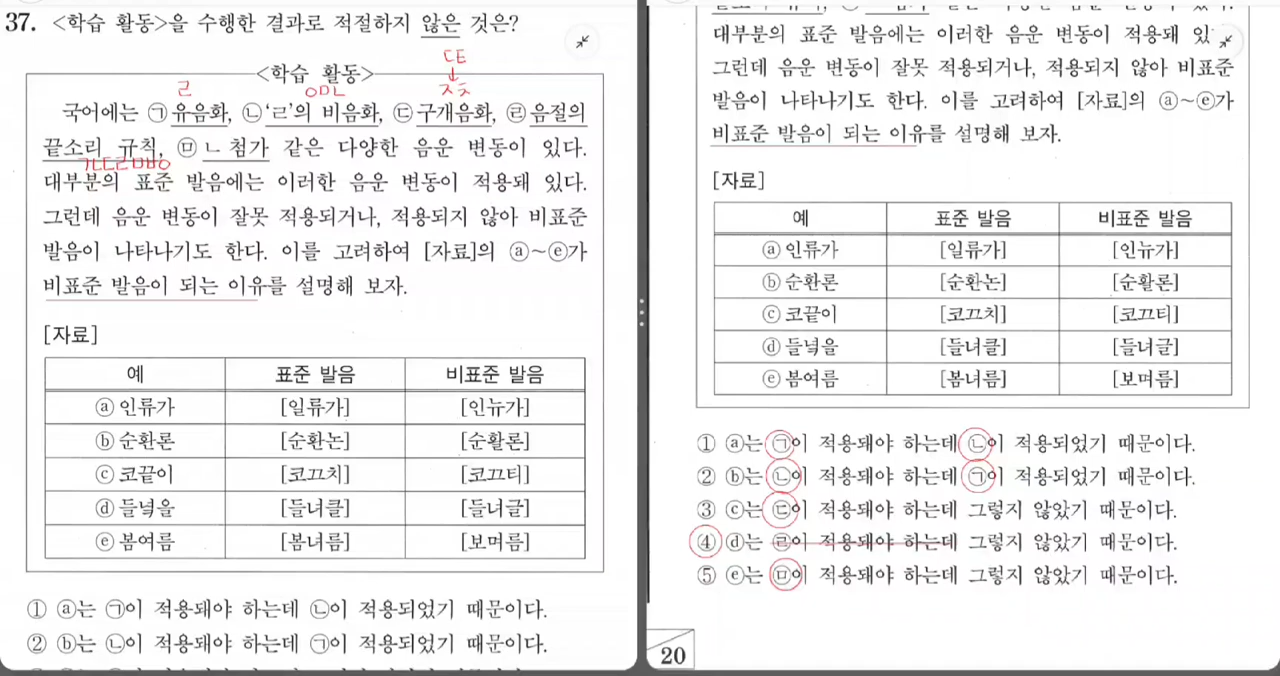 37. <학습 활동>을 수행한 결과로 적절하지 않은 것은?
<학습 활동>
ㄷㅌ
↓
ㅈㅊ
ㄹ
ㅇㅁㄴ
국어에는 ㉠ 유음화, ㉡ ‘ㄹ’의 비음화, ㉢ 구개음화, ㉣ 음절의
끝소리 규칙, ㉤ ㄴ 첨가 같은 다양한 음운 변동이 있다.
ㄱㄴㄷㄹㅁㅂㅇ
대부분의 표준 발음에는 이러한 음운 변동이 적용돼 있다.
그런데 음운 변동이 잘못 적용되거나, 적용되지 않아 비표준
발음이 나타나기도 한다. 이를 고려하여 [자료]의 ⓐ～ⓔ가
비표준 발음이 되는 이유를 설명해 보자.
[자료]
예 표준 발음 비표준 발음
ⓐ 인류가 [일류가] [인뉴가]
ⓑ 순환론 [순환논] [순활론]
ⓒ 코끝이 [코끄치] [코끄티]
ⓓ 들녘을 [들녀클] [들녀글]
ⓔ 봄여름 [봄녀름] [보며름]
① ⓐ는 ㉠이 적용돼야 하는데 ㉡이 적용되었기 때문이다.
② ⓑ는 ㉡이 적용돼야 하는데 ㉠이 적용되었기 때문이다.
대부분의 표준 발음에는 이러한 음운 변동이 적용돼 있
그런데 음운 변동이 잘못 적용되거나, 적용되지 않아 비표준
발음이 나타나기도 한다. 이를 고려하여 [자료]의 ⓐ～ⓔ가
비표준 발음이 되는 이유를 설명해 보자.
[자료]
예 표준 발음 비표준 발음
ⓐ 인류가 [일류가] [인뉴가]
ⓑ 순환론 [순환논] [순활론]
ⓒ 코끝이 [코끄치] [코끄티]
ⓓ 들녘을 [들녀클] [들녀글]
ⓔ 봄여름 [봄녀름] [보며름]
① ⓐ는 ㉠이 적용돼야 하는데 ㉡이 적용되었기 때문이다.
② ⓑ는 ㉡이 적용돼야 하는데 ㉠이 적용되었기 때문이다.
③ ⓒ는 ㉢이 적용돼야 하는데 그렇지 않았기 때문이다.
④ ⓓ는 ㉣이 적용돼야 하는데 그렇지 않았기 때문이다.
⑤ ⓔ는 ㉤이 적용돼야 하는데 그렇지 않았기 때문이다.
20